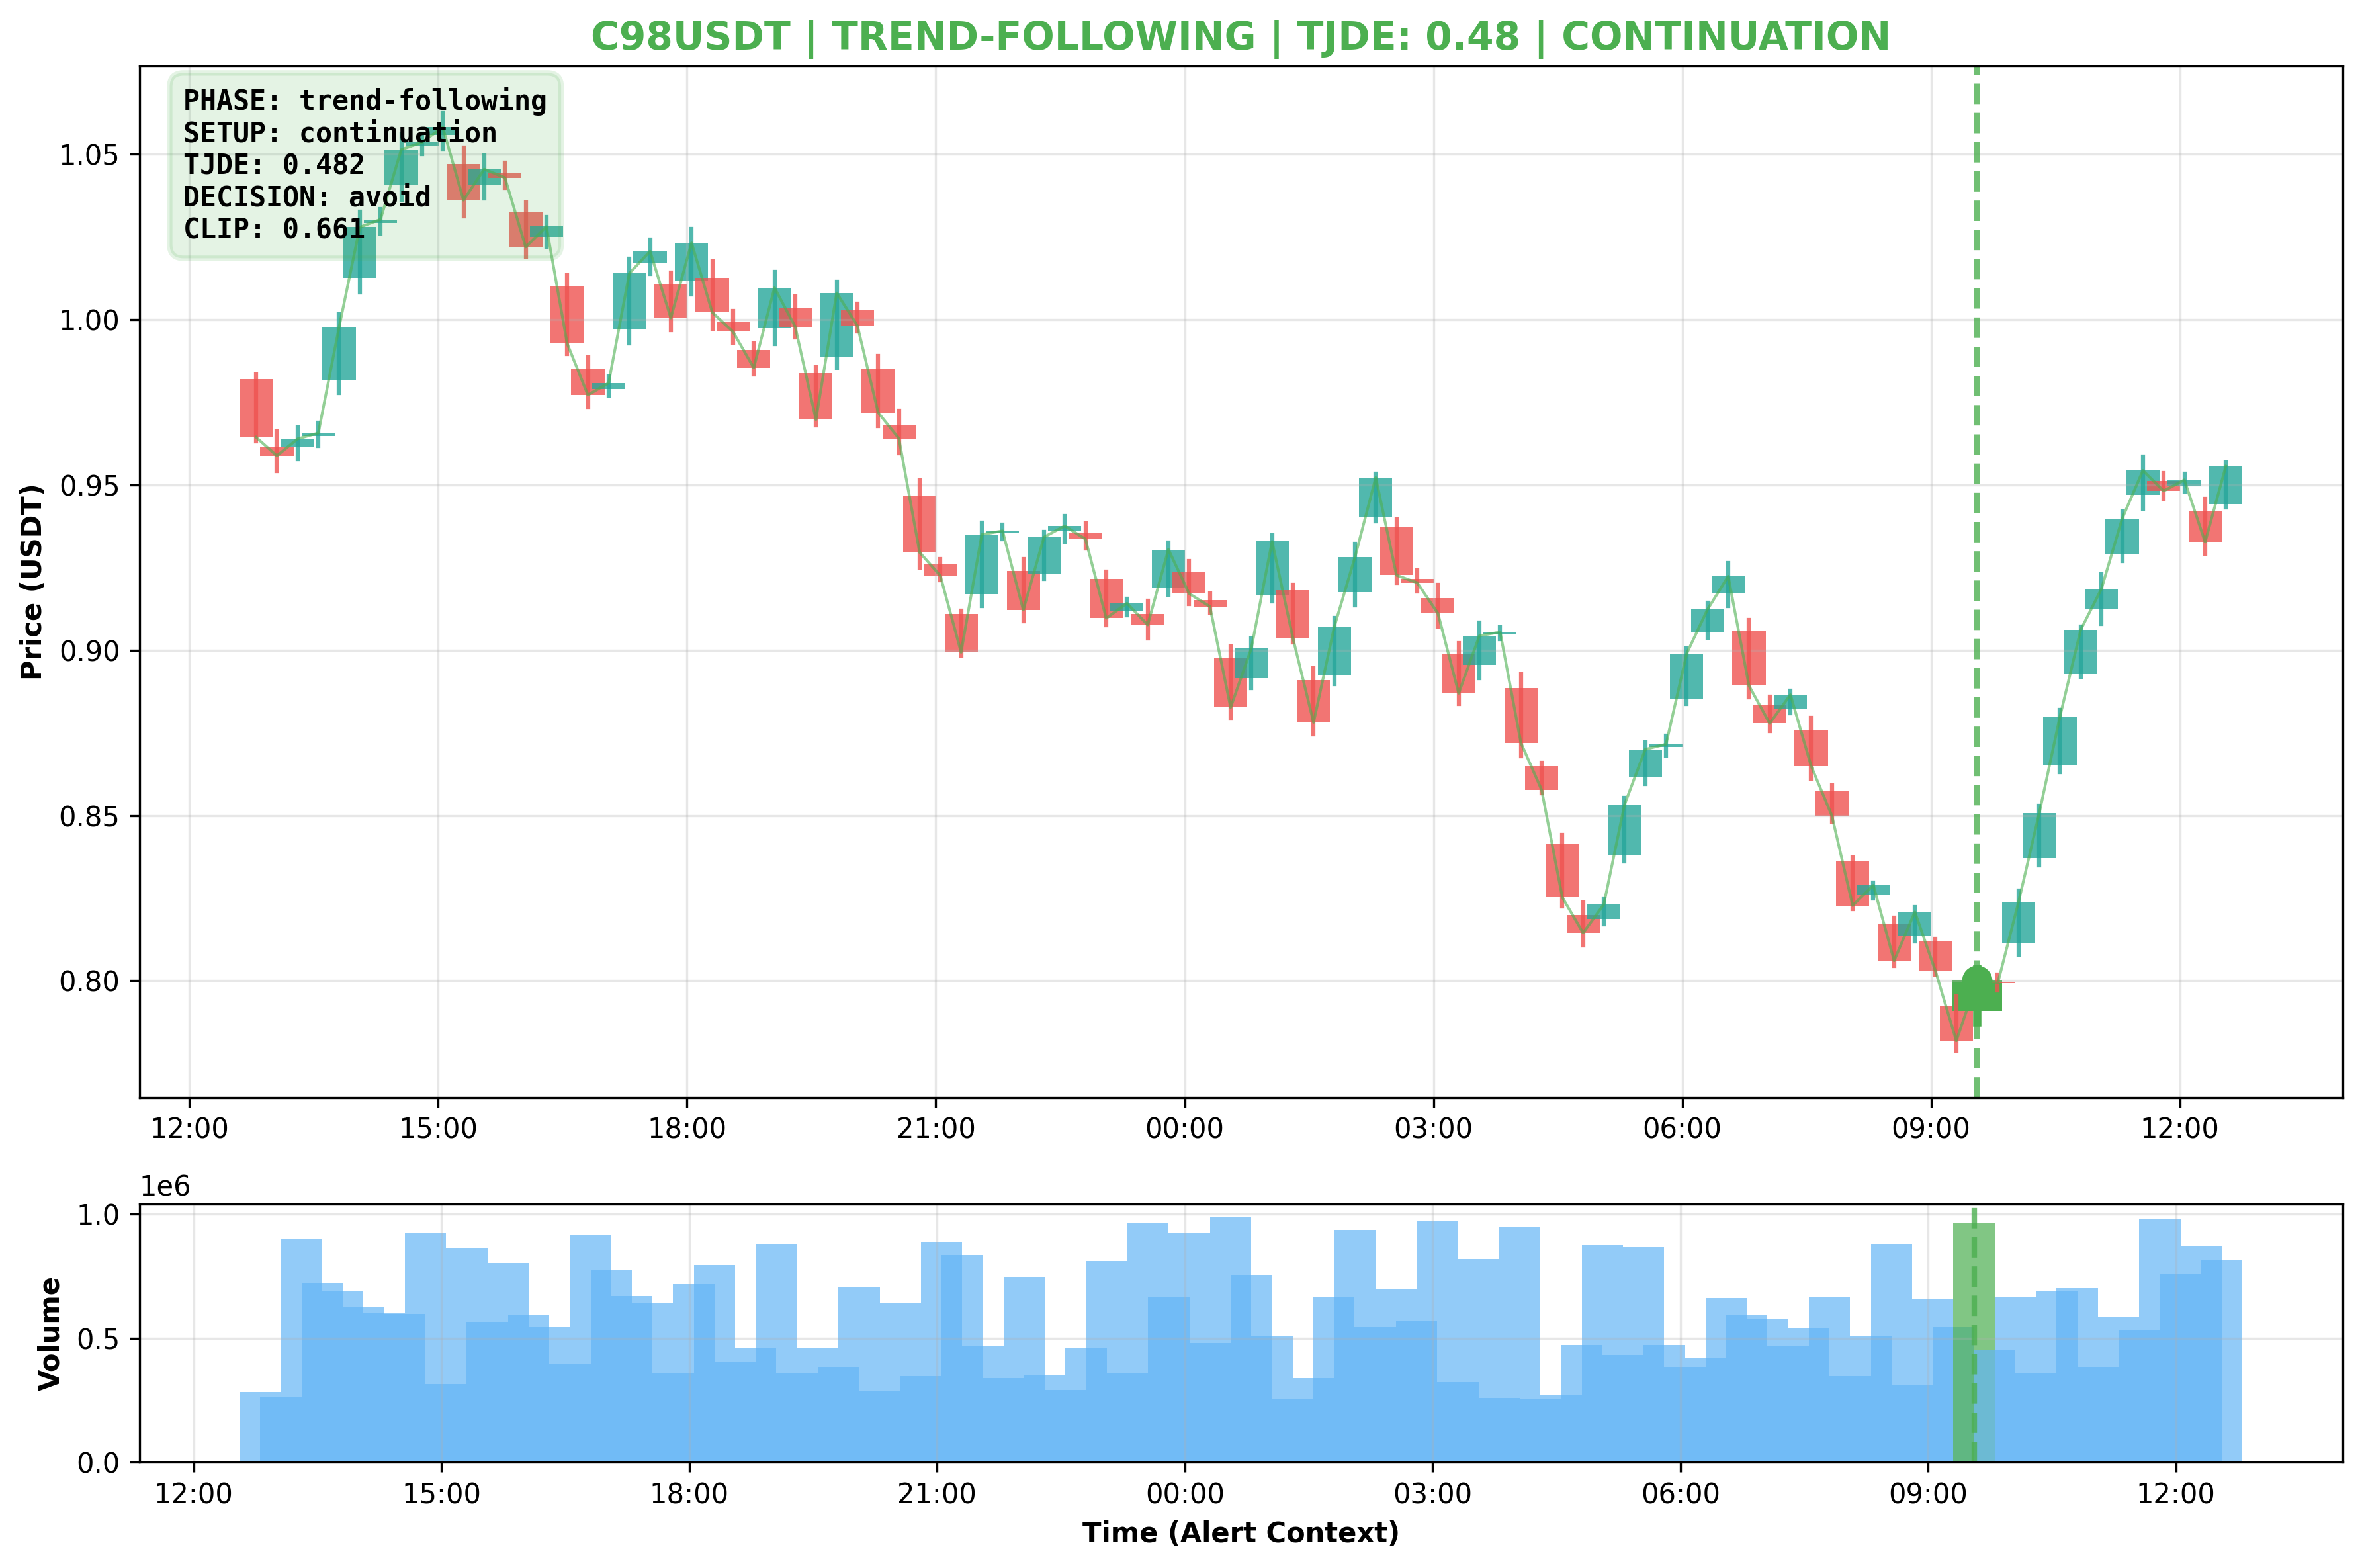 C98USDT | TREND-FOLLOWING | TJDE: 0.48 | CONTINUATION
PHASE: trend-following
SETUP: continuation
TJDE: 0.482
DECISION: avoid
CLIP: 0.661
Price (USDT)
1.05
1.00
0.95
0.90
0.85
0.80
12:00 15:00 18:00 21:00 00:00 03:00 06:00 09:00 12:00
1e6
Volume
1.0
0.5
0.0
12:00 15:00 18:00 21:00 00:00 03:00 06:00 09:00 12:00
Time (Alert Context)